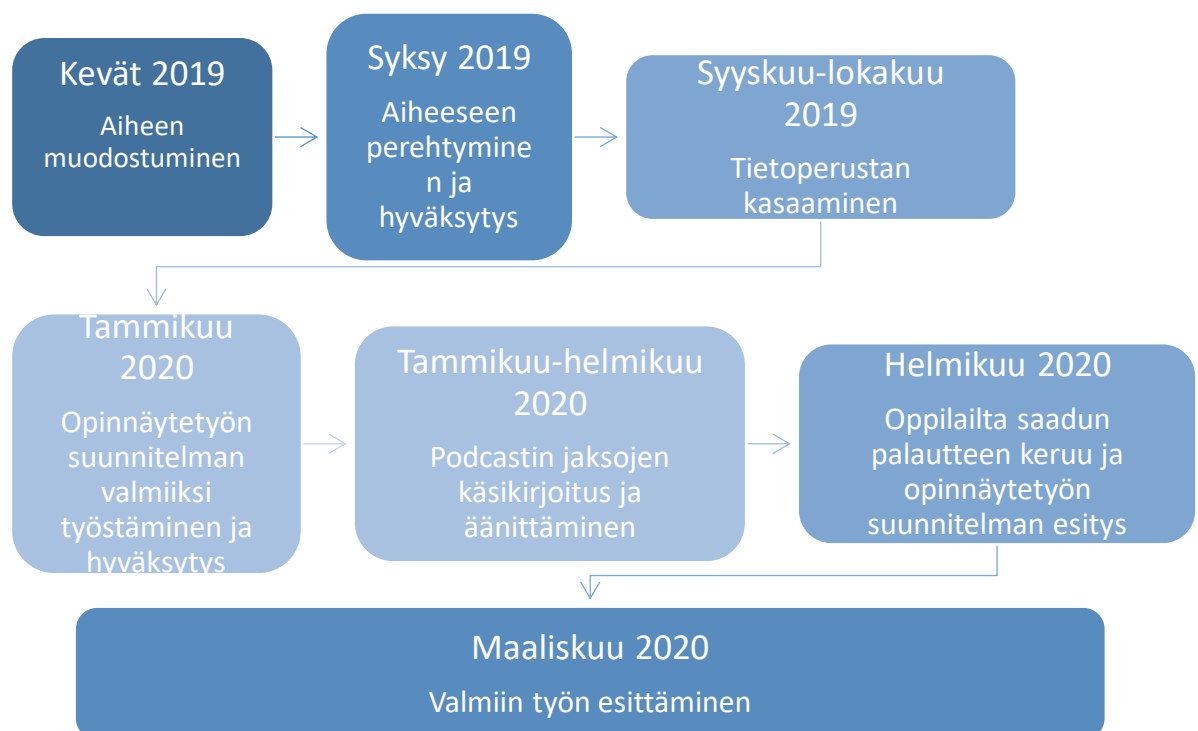 Kevät 2019
Aiheen
muodostuminen
Syksy 2019
Aiheeseen
perehtymine
n ja
hyväksytys
Syyskuu-lokakuu
2019
Tietoperustan
kasaaminen
Tammikuu
2020
Opinnäytetyön
suunnitelman
valmiiksi
työstäminen ja
hyväksytys
Tammikuu-helmikuu
2020
Podcastin jaksojen
käsikirjoitus ja
äänittäminen
Helmikuu 2020
Oppilailta saadun
palautteen keruu ja
opinnäytetyön
suunnitelman esitys
Maaliskuu 2020
Valmiin työn esittäminen